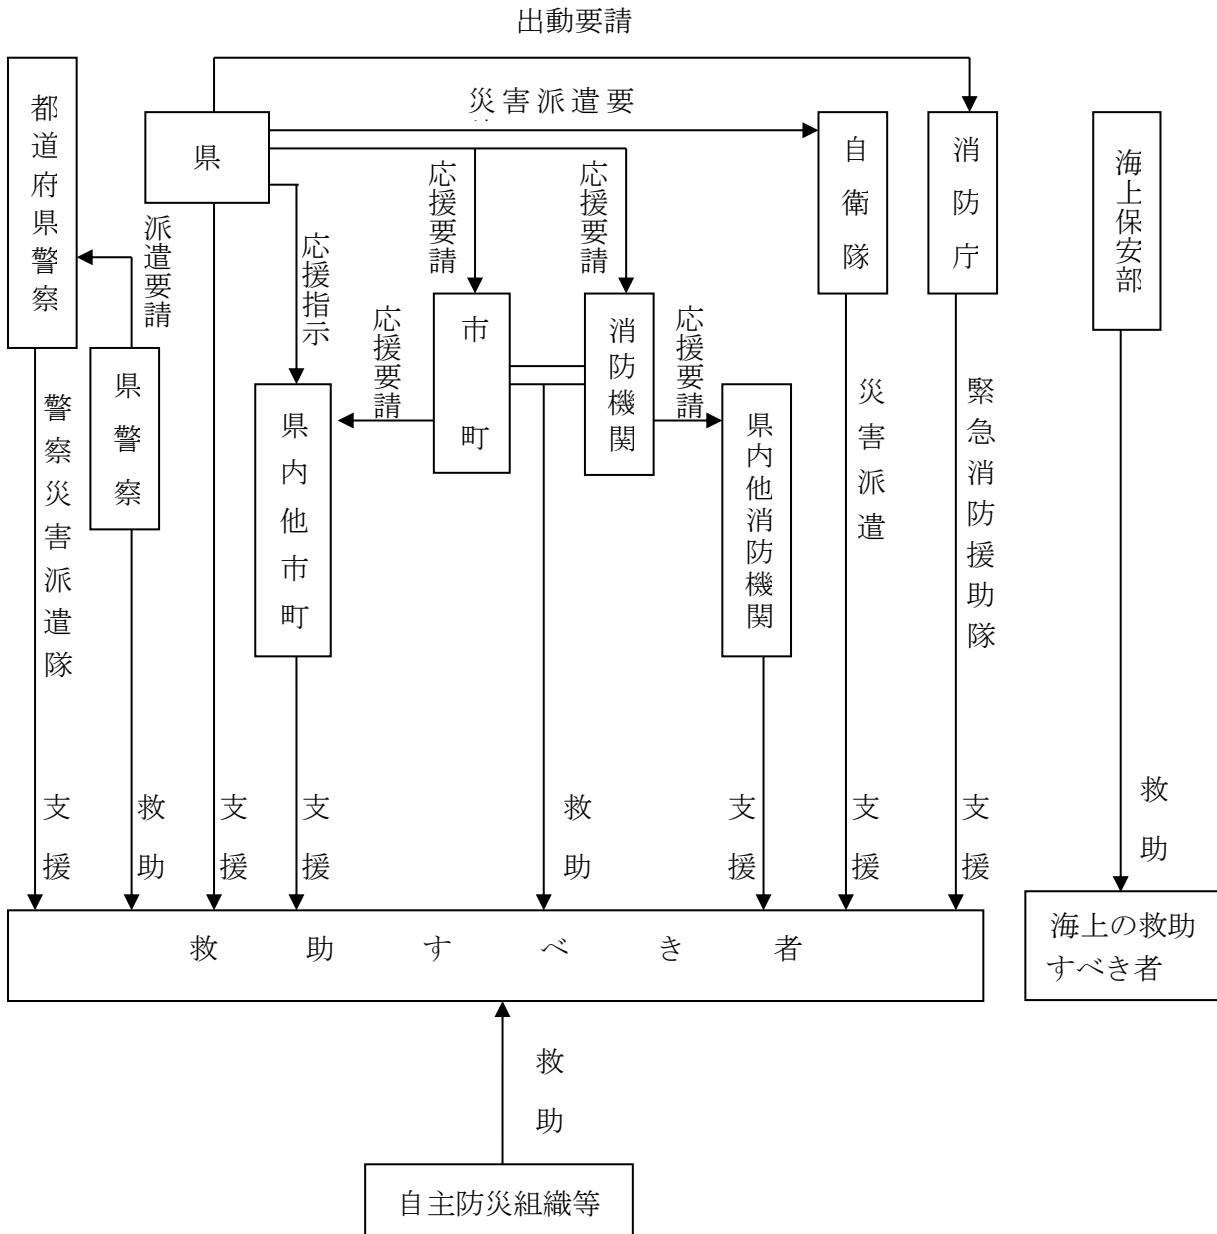 出動要請
災害派遣要
都道府県警察
県
自衛隊
消防庁
海上保安部
派遣要請
応援指示
応援要請
応援要請
市町
消防機関
応援要請
応援要請
県警察
県内他市町
県内他消防機関
警察災害派遣隊
災害派遣
緊急消防援助隊
支援
救助
支援
支援
救助
支援
支援
支援
救助
救助すべき者
海上の救助
すべき者
救助
自主防災組織等